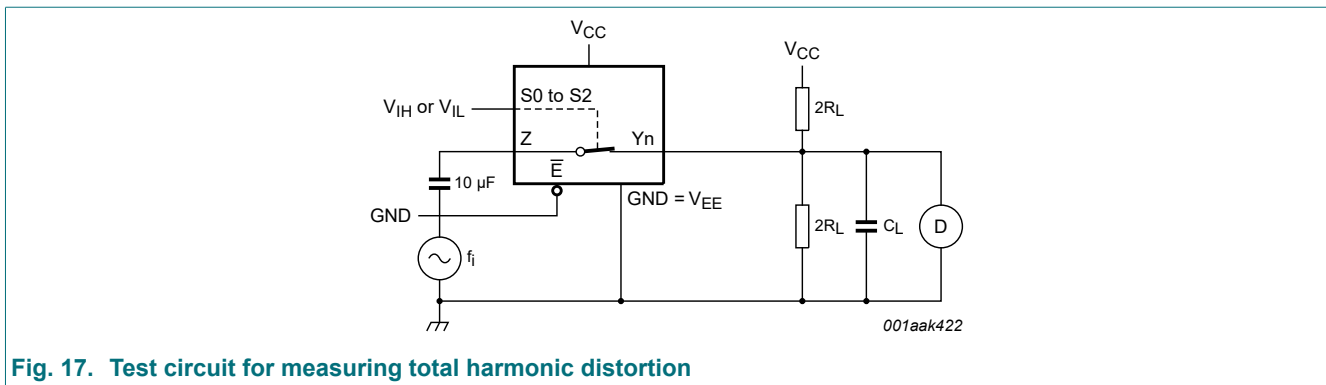 VCC
VCC
S0 to S2
2RL
VIH or VIL
Z
Yn
E
10 µF
GND = VEE
GND
2RL
CL
D
fi
001aak422
Fig. 17. Test circuit for measuring total harmonic distortion